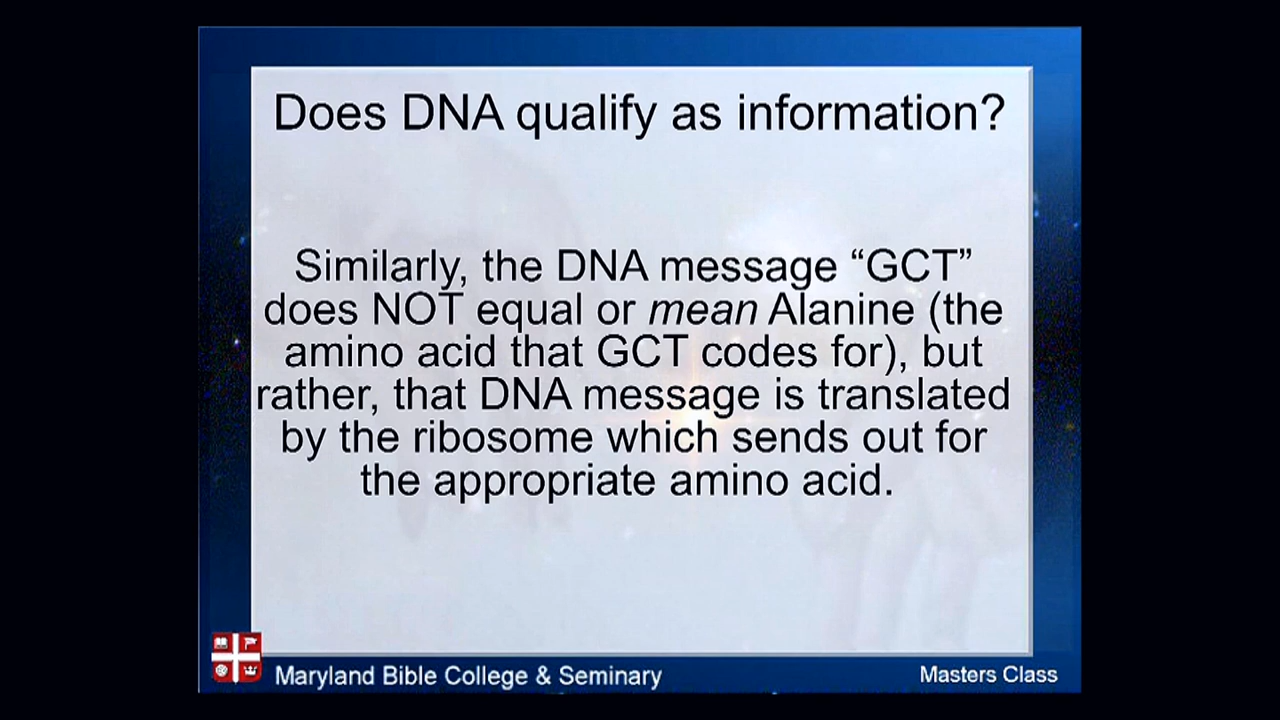 Does DNA qualify as information?
Similarly, the DNA message “GCT”
does NOT equal or mean Alanine (the
amino acid that GCT codes for), but
rather, that DNA message is translated
by the ribosome which sends out for
the appropriate amino acid.
Maryland Bible College & Seminary
Masters Class